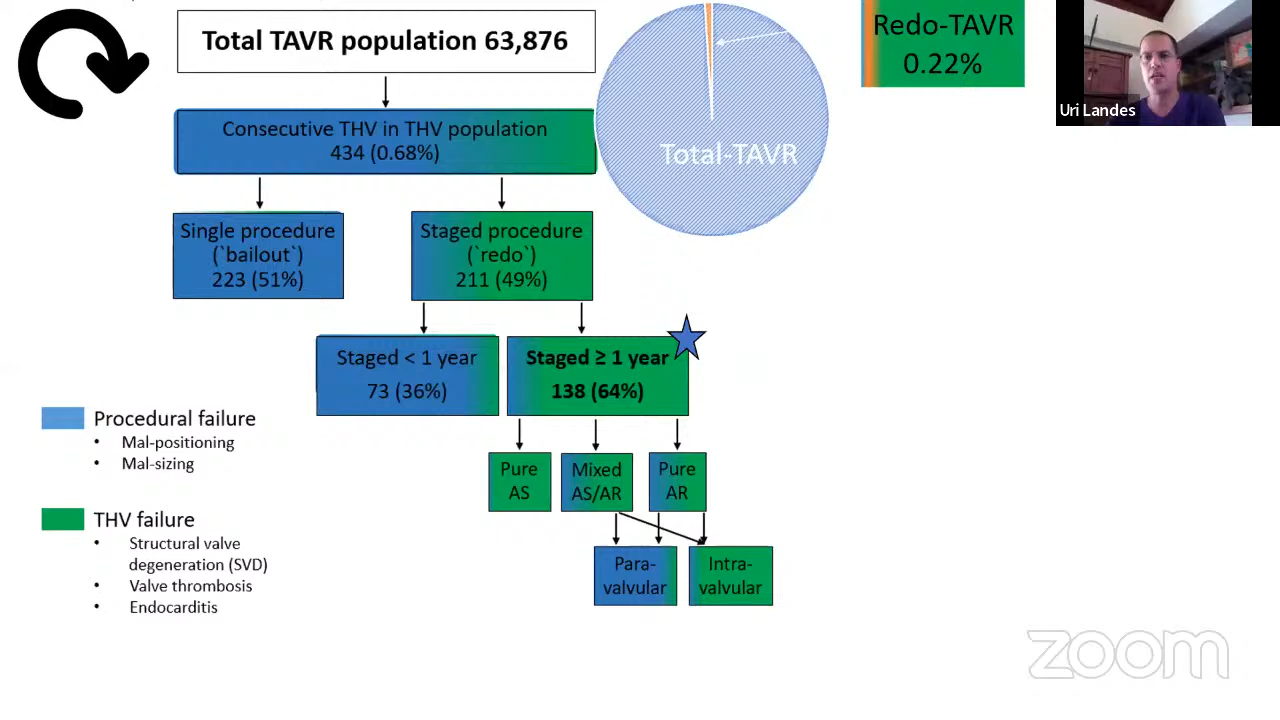 Total TAVR population 63,876
Redo-TAVR
0.22%
Uri Landes
Consecutive THV in THV population
434 (0.68%)
Total-TAVR
Single procedure
(`bailout`)
223 (51%)
Staged procedure
(`redo`)
211 (49%)
Staged < 1 year
73 (36%)
Staged ≥ 1 year
138 (64%)
Procedural failure
• Mal-positioning
• Mal-sizing
Pure
AS
Mixed
AS/AR
Pure
AR
THV failure
• Structural valve
degeneration (SVD)
• Valve thrombosis
• Endocarditis
Para-
valvular
Intra-
valvular
zoom